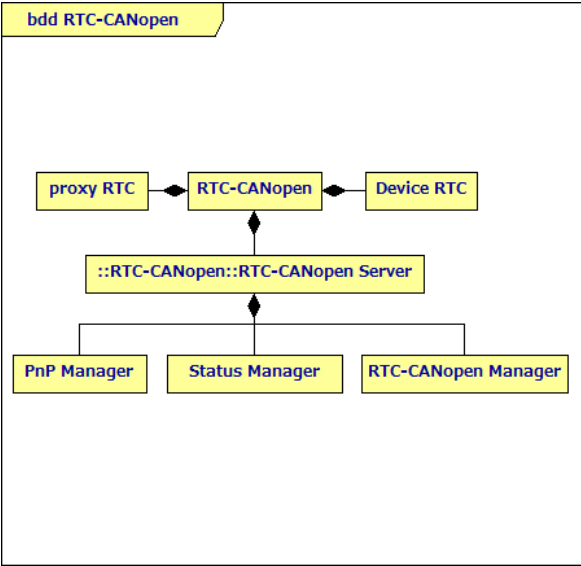 bdd RTC-CANopen
proxy RTC
RTC-CANopen
Device RTC
::RTC-CANopen::RTC-CANopen Server
PnP Manager
Status Manager
RTC-CANopen Manager